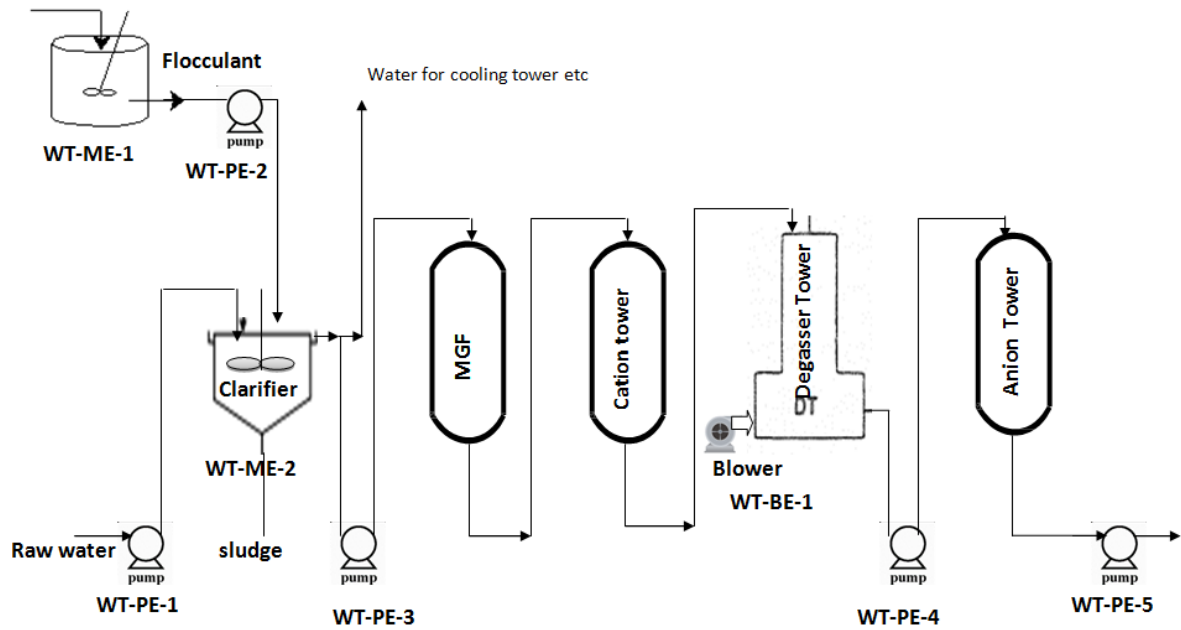 Flocculant
Water for cooling tower etc
pump
WT-ME-1
WT-PE-2
MGF
Cation tower
Degasser Tower
DT
Anion Tower
Clarifier
WT-ME-2
Blower
WT-BE-1
Raw water
pump
sludge
pump
pump
pump
WT-PE-1
WT-PE-3
WT-PE-4
WT-PE-5